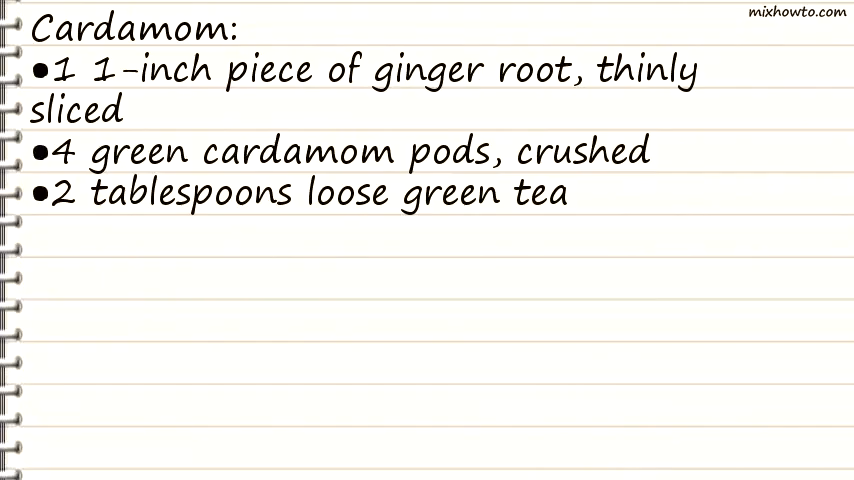 mixhowto.com
Cardamom:
•1 1-inch piece of ginger root, thinly
sliced
•4 green cardamom pods, crushed
•2 tablespoons loose green tea